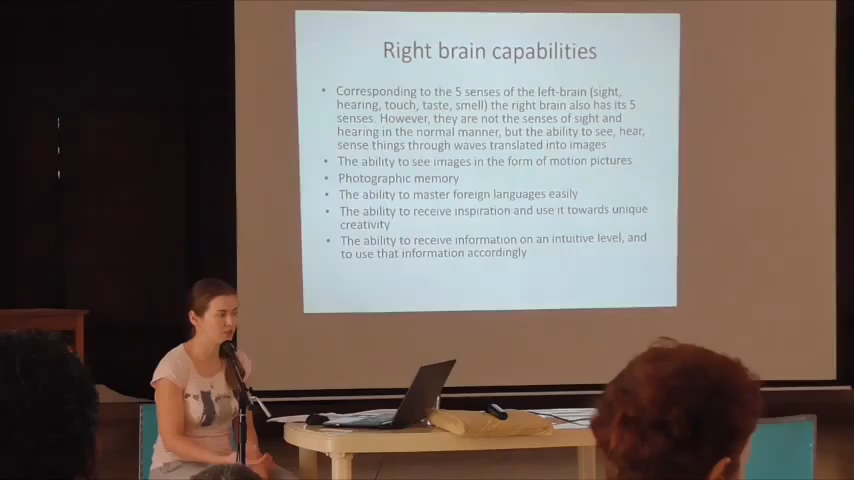 Right brain capabilities
• Corresponding to the 5 senses of the left-brain (sight,
hearing, touch, taste, smell) the right brain also has its 5
senses. However, they are not the senses of sight and
hearing in the normal manner, but the ability to see, hear,
sense things through waves translated into images
• The ability to see images in the form of motion pictures
• Photographic memory
• The ability to master foreign languages easily
• The ability to receive inspiration and use it towards unique
creativity
• The ability to receive information on an intuitive level, and
to use that information accordingly